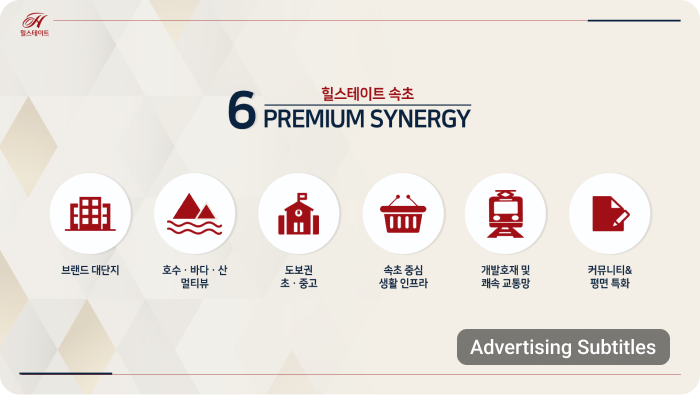 힐스테이트
힐스테이트 속초
6 PREMIUM SYNERGY
브랜드 대단지
호수 · 바다 · 산
멀티뷰
도보권
초 · 중고
속초 중심
생활 인프라
개발호재 및
쾌속 교통망
커뮤니티&
평면 특화
Advertising Subtitles